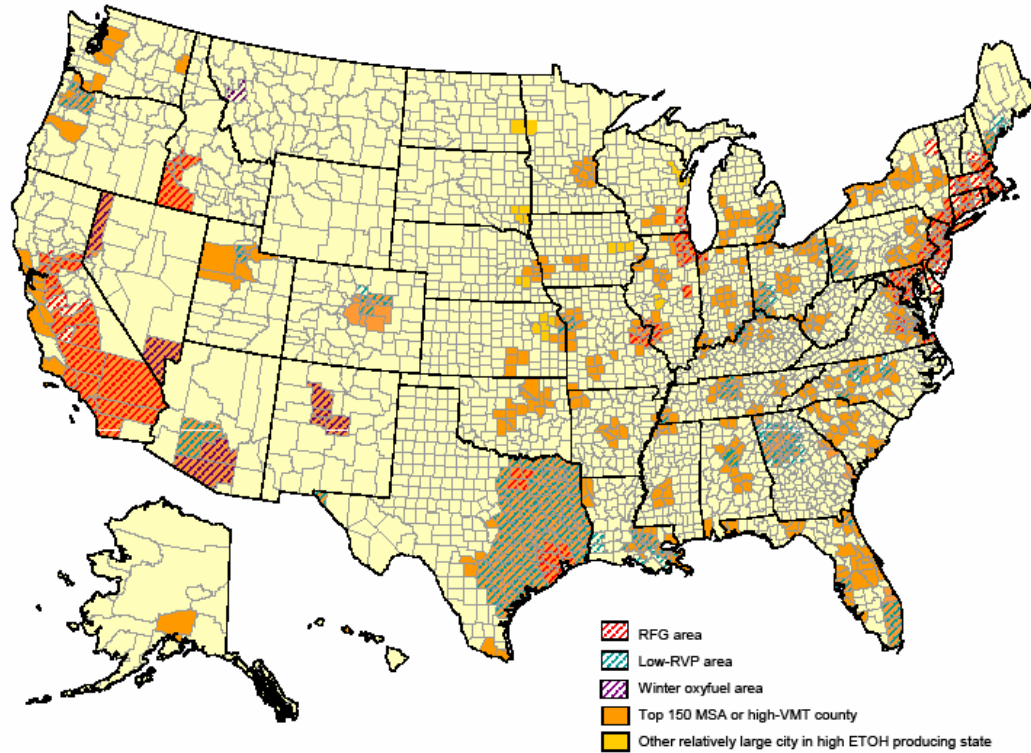 RFG area
Low-RVP area
Winter oxyfuel area
Top 150 MSA or high-VMT county
Other relatively large city in high ETOH producing state